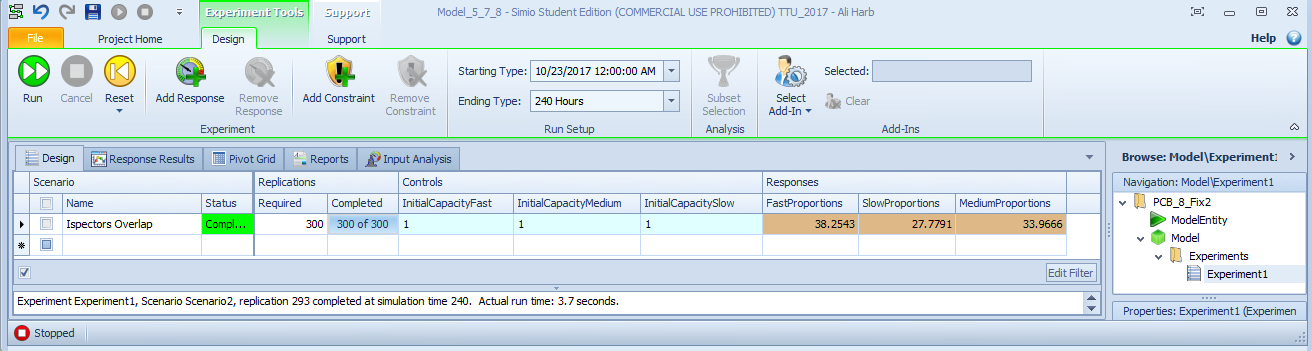 Experiment Tools Support Model_5_7_8 - Simio Student Edition (COMMERCIAL USE PROHIBITED) TTU_2017 - Ali Harb
File Project Home Design Support Help
Run Cancel Reset Add Response Remove Response Add Constraint Remove Constraint
Experiment
Starting Type: 10/23/2017 12:00:00 AM
Ending Type: 240 Hours
Run Setup
Subset Selection
Analysis
Select Add-In
Selected:
Clear
Add-Ins
Design Response Results Pivot Grid Reports Input Analysis
Scenario Replications Controls Responses
Name Status Required Completed InitialCapacityFast InitialCapacityMedium InitialCapacitySlow FastProportions SlowProportions MediumProportions
Ispectors Overlap Compl... 300 300 of 300 1 1 1 38.2543 27.7791 33.9666
Edit Filter
Experiment Experiment1, Scenario Scenario2, replication 293 completed at simulation time 240. Actual run time: 3.7 seconds.
Browse: Model\Experiment1
Navigation: Model\Experiment1
PCB_8_Fix2
ModelEntity
Model
Experiments
Experiment1
Properties: Experiment1 (Experimen
Stopped